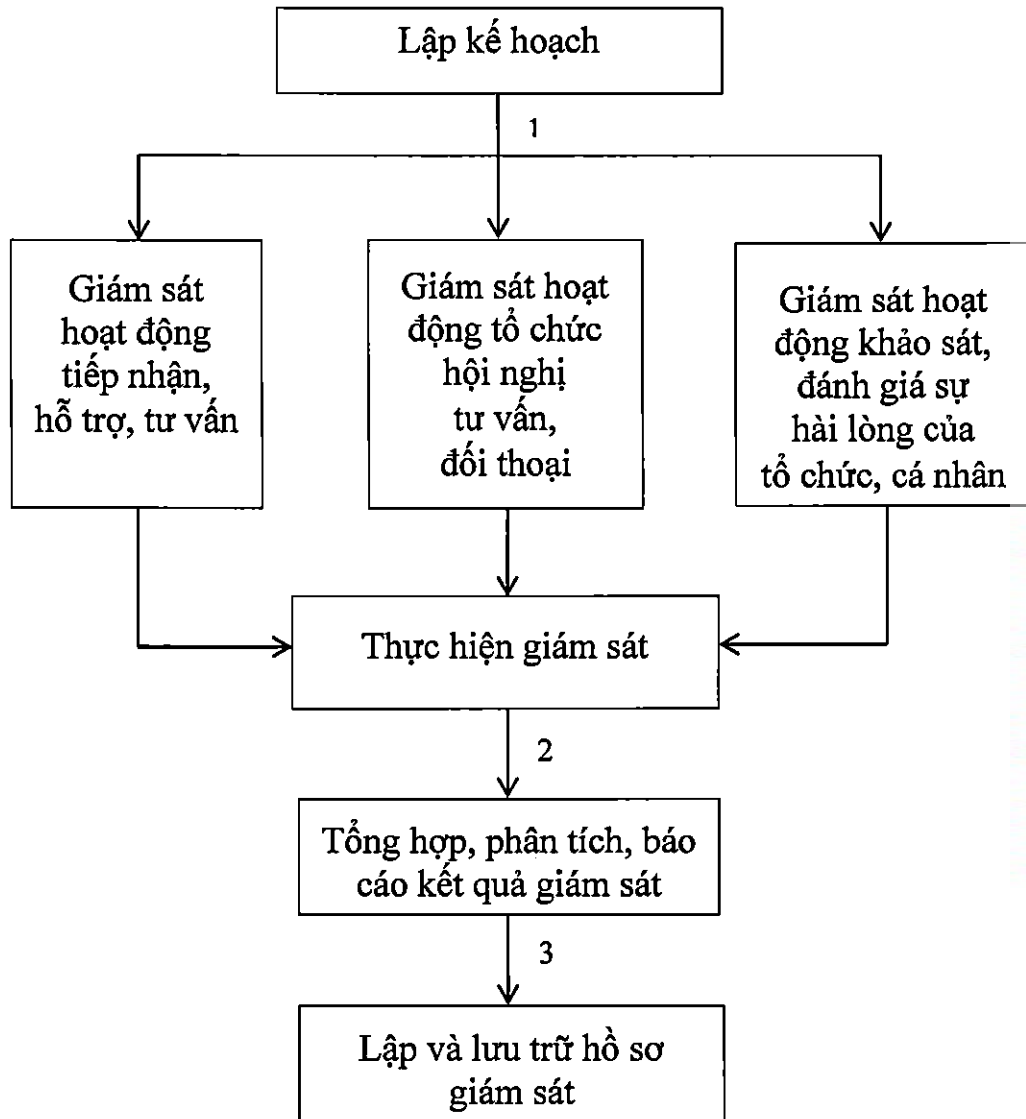 Lập kế hoạch
1
Giám sát
hoạt động
tiếp nhận,
hỗ trợ, tư vấn
Giám sát hoạt
động tổ chức
hội nghị
tư vấn,
đối thoại
Giám sát hoạt
động khảo sát,
đánh giá sự
hài lòng của
tổ chức, cá nhân
Thực hiện giám sát
2
Tổng hợp, phân tích, báo
cáo kết quả giám sát
3
Lập và lưu trữ hồ sơ
giám sát